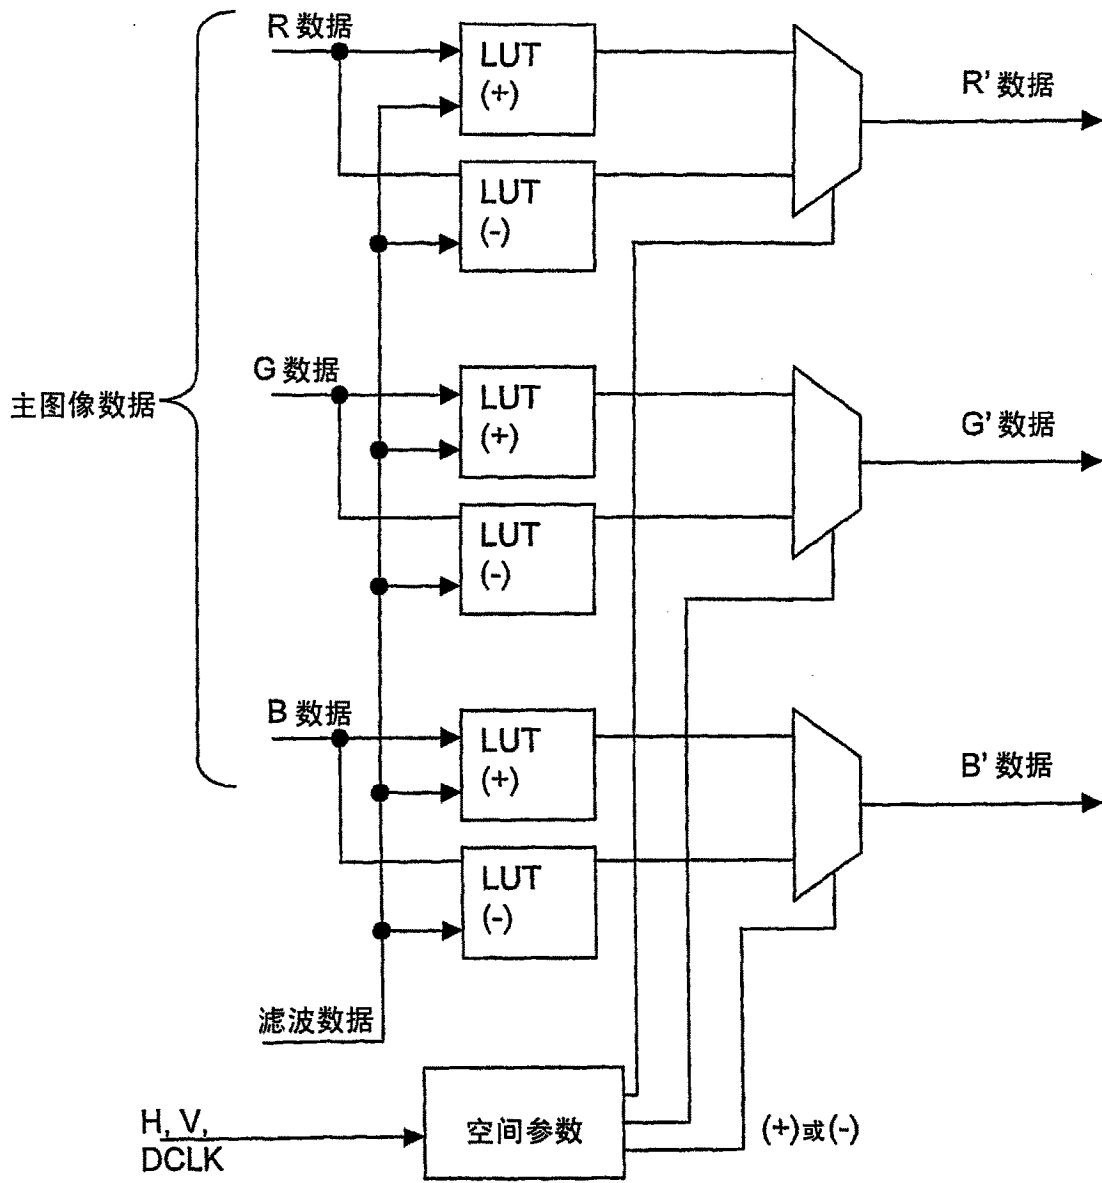 R 数据
LUT
(+)
R' 数据
LUT
(-)
G 数据
主图像数据
LUT
(+)
G' 数据
LUT
(-)
B 数据
LUT
(+)
B' 数据
LUT
(-)
滤波数据
H, V,
DCLK
空间参数
(+)或(-)